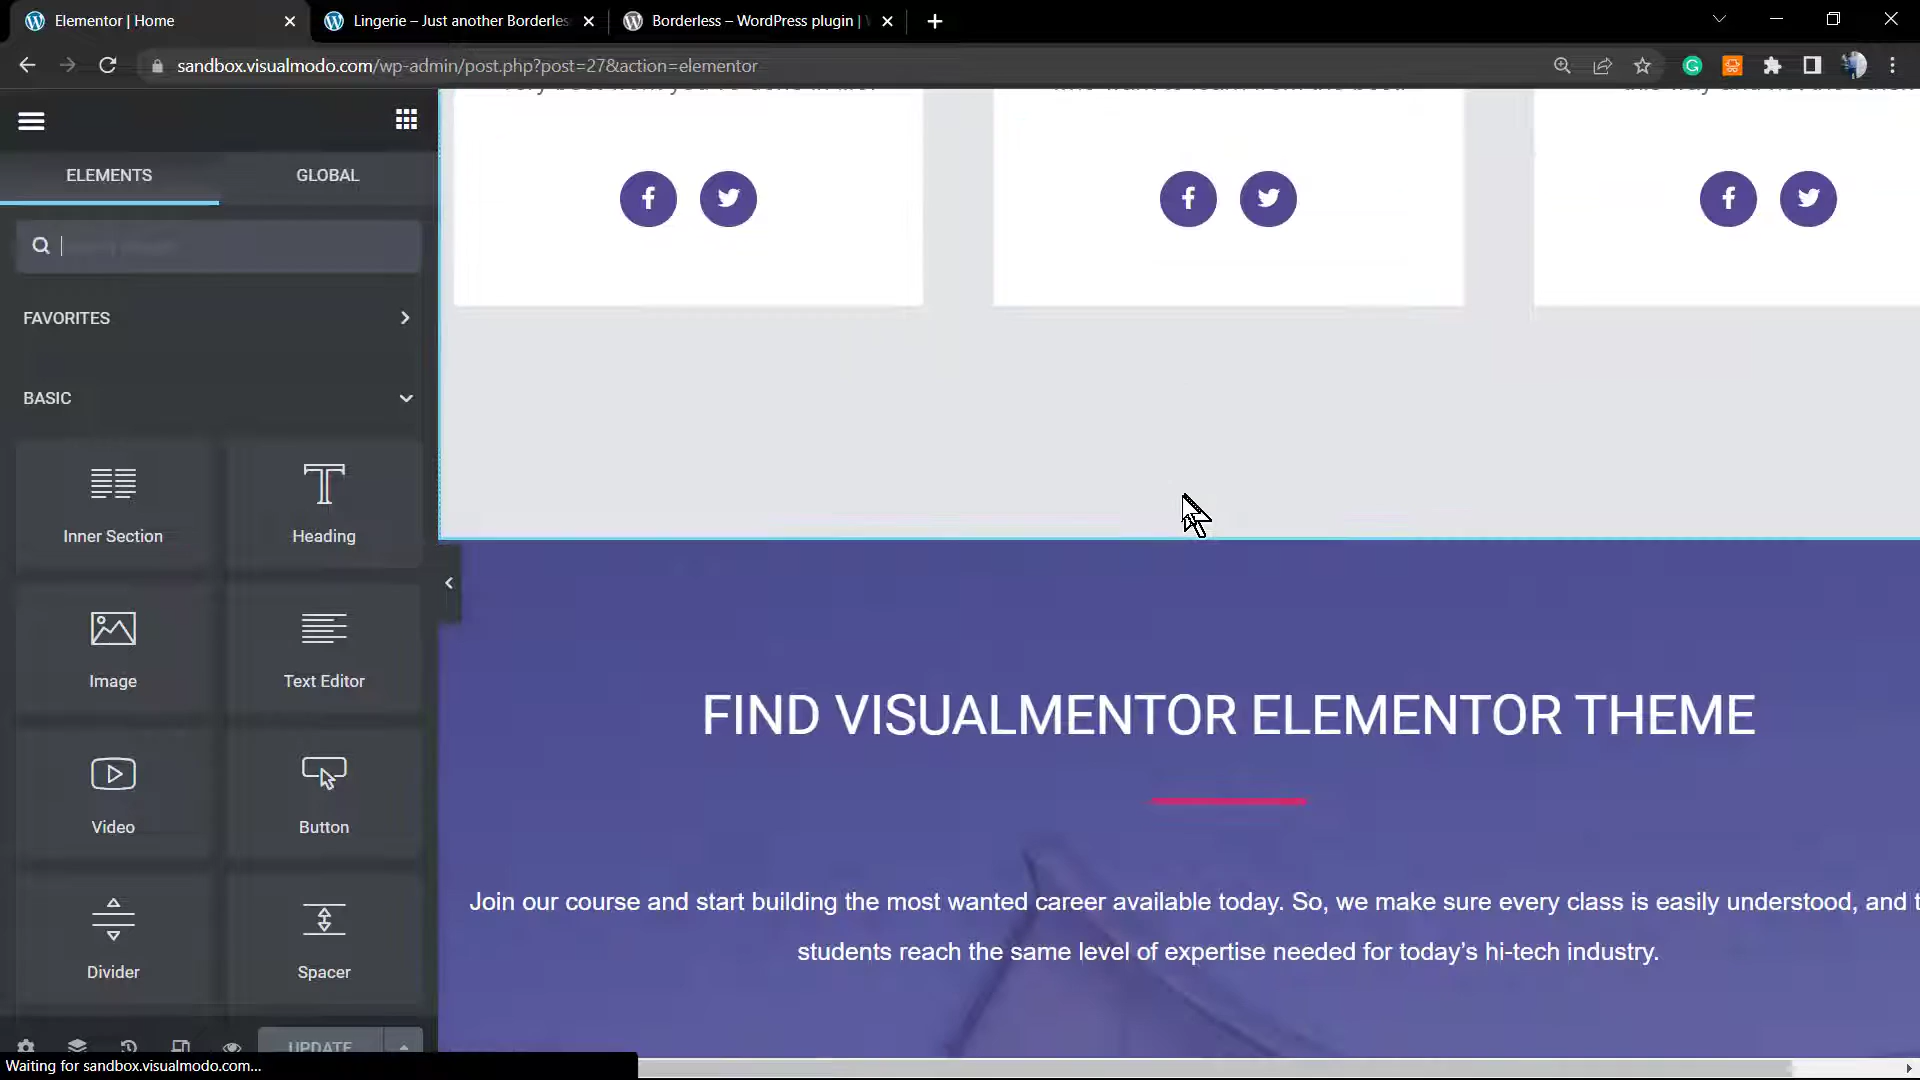 Elementor | Home
Lingerie – Just another Borderles
Borderless – WordPress plugin |
sandbox.visualmodo.com/wp-admin/post.php?post=27&action=elementor
ELEMENTS
GLOBAL
FAVORITES
BASIC
Inner Section
Heading
Image
Text Editor
Video
Button
Divider
Spacer
UPDATE
Waiting for sandbox.visualmodo.com...
FIND VISUALMENTOR ELEMENTOR THEME
Join our course and start building the most wanted career available today. So, we make sure every class is easily understood, and t
students reach the same level of expertise needed for today's hi-tech industry.